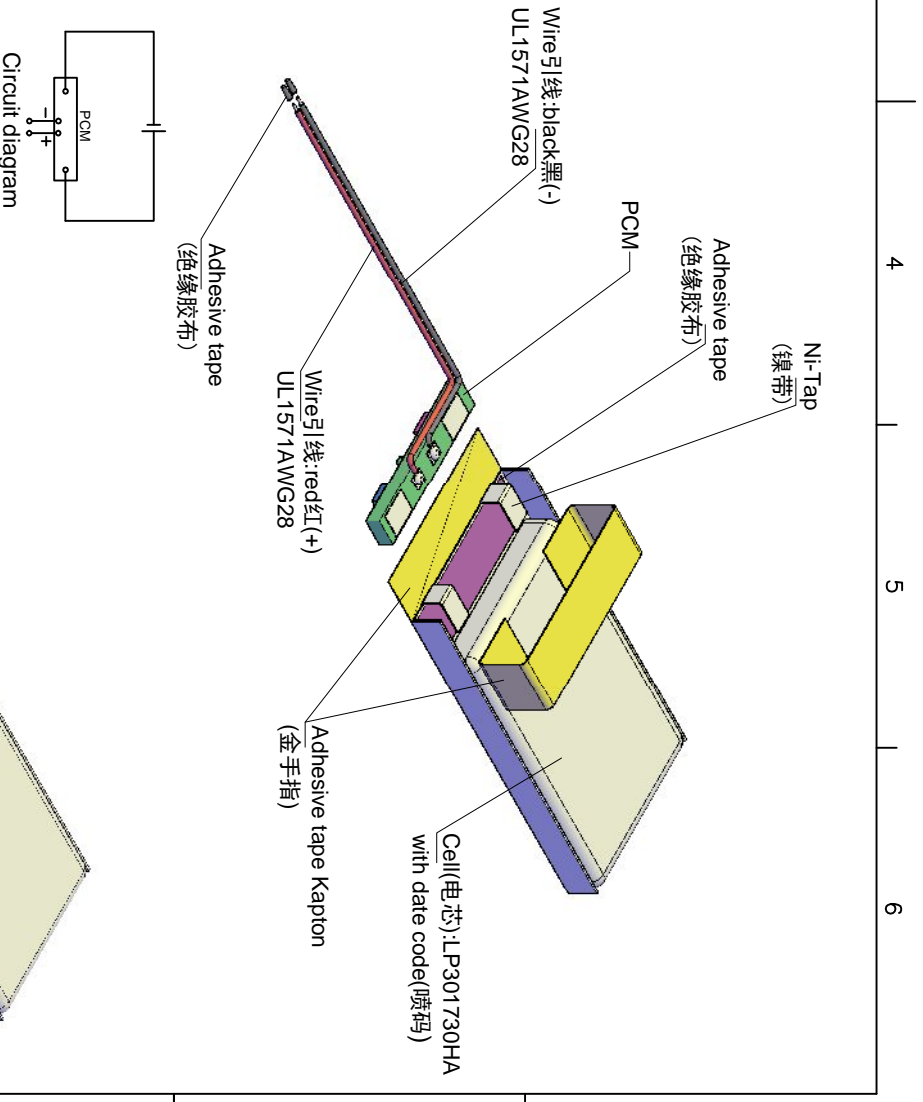 4
5
6
Wire引线:black黑(-)
UL1571AWG28
PCM
Adhesive tape
(绝缘胶布)
Ni-Tap
(镍带)
Adhesive tape
(绝缘胶布)
Wire引线:red红(+)
UL1571AWG28
Adhesive tape Kapton
(金手指)
Cell(电芯):LP301730HA
with date code(喷码)
PCM
- +
Circuit diagram